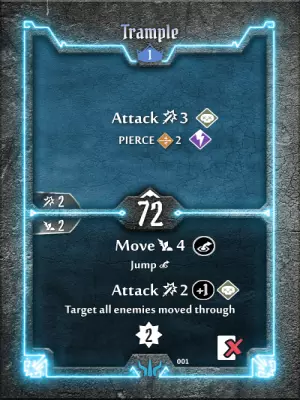 Trample
1
Attack 3
PIERCE 2
2
72
2
Move 4
Jump
Attack 2 +1
Target all enemies moved through
2
001